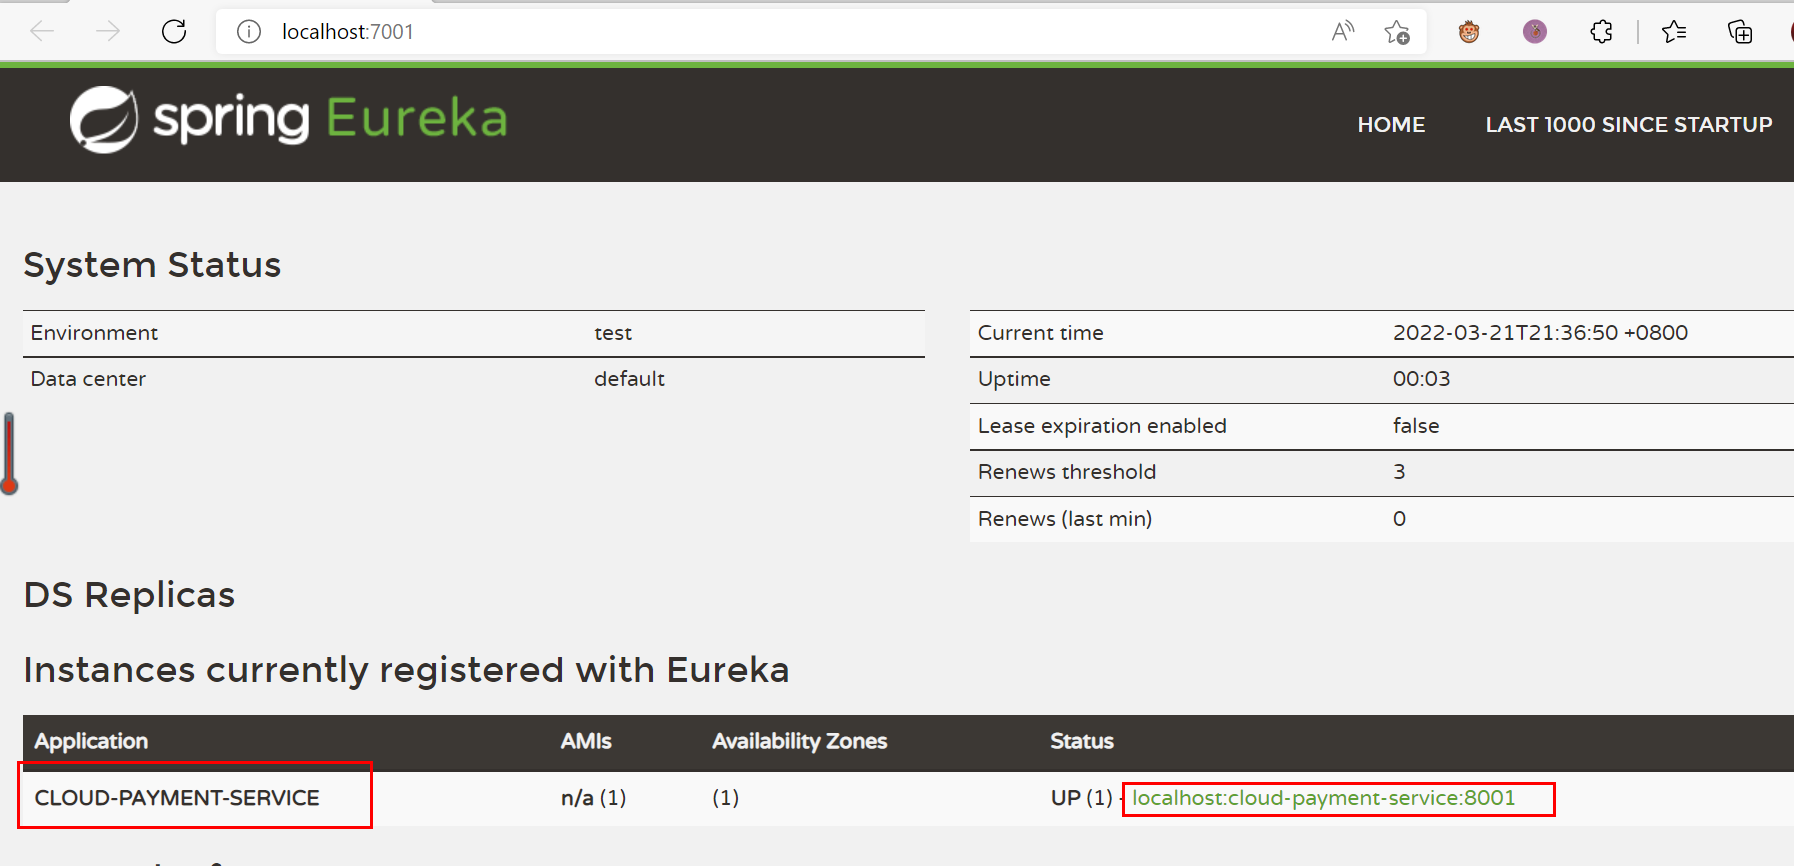 localhost:7001
spring Eureka
HOME LAST 1000 SINCE STARTUP
System Status
Environment test
Data center default
Current time 2022-03-21T21:36:50 +0800
Uptime 00:03
Lease expiration enabled false
Renews threshold 3
Renews (last min) 0
DS Replicas
Instances currently registered with Eureka
Application AMIs Availability Zones Status
CLOUD-PAYMENT-SERVICE n/a (1) (1) UP (1) - localhost:cloud-payment-service:8001